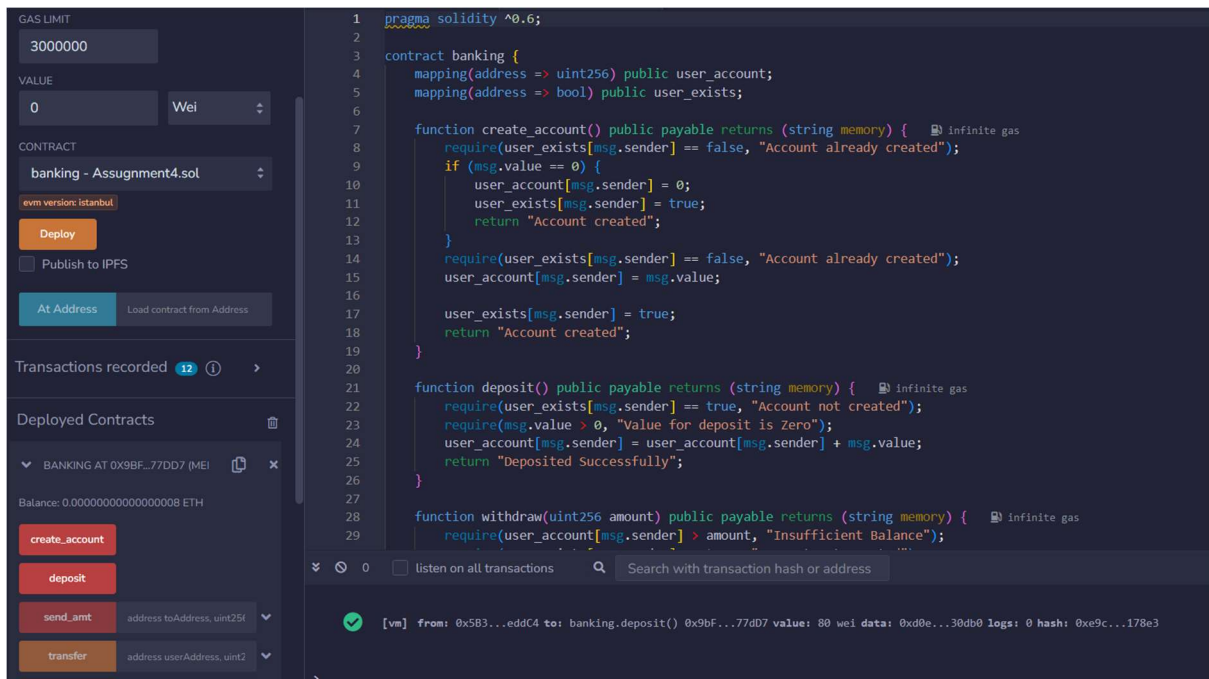 GAS LIMIT
3000000
VALUE
0 Wei
CONTRACT
banking - Assugnment4.sol
evm version: istanbul
Deploy
Publish to IPFS
At Address Load contract from Address
Transactions recorded 12 i
Deployed Contracts
BANKING AT 0X9BF...77DD7 (MEI
Balance: 0.00000000000000008 ETH
create_account
deposit
send_amt address toAddress, uint256
transfer address userAddress, uint2
1 pragma solidity ^0.6;
2
3 contract banking {
4 mapping(address => uint256) public user_account;
5 mapping(address => bool) public user_exists;
6
7 function create_account() public payable returns (string memory) { infinite gas
8 require(user_exists[msg.sender] == false, "Account already created");
9 if (msg.value == 0) {
10 user_account[msg.sender] = 0;
11 user_exists[msg.sender] = true;
12 return "Account created";
13 }
14 require(user_exists[msg.sender] == false, "Account already created");
15 user_account[msg.sender] = msg.value;
16
17 user_exists[msg.sender] = true;
18 return "Account created";
19 }
20
21 function deposit() public payable returns (string memory) { infinite gas
22 require(user_exists[msg.sender] == true, "Account not created");
23 require(msg.value > 0, "Value for deposit is Zero");
24 user_account[msg.sender] = user_account[msg.sender] + msg.value;
25 return "Deposited Successfully";
26 }
27
28 function withdraw(uint256 amount) public payable returns (string memory) { infinite gas
29 require(user_account[msg.sender] > amount, "Insufficient Balance");
0 listen on all transactions Search with transaction hash or address
[vm] from: 0x5B3...eddC4 to: banking.deposit() 0x9bF...77dD7 value: 80 wei data: 0xd0e...30db0 logs: 0 hash: 0xe9c...178e3